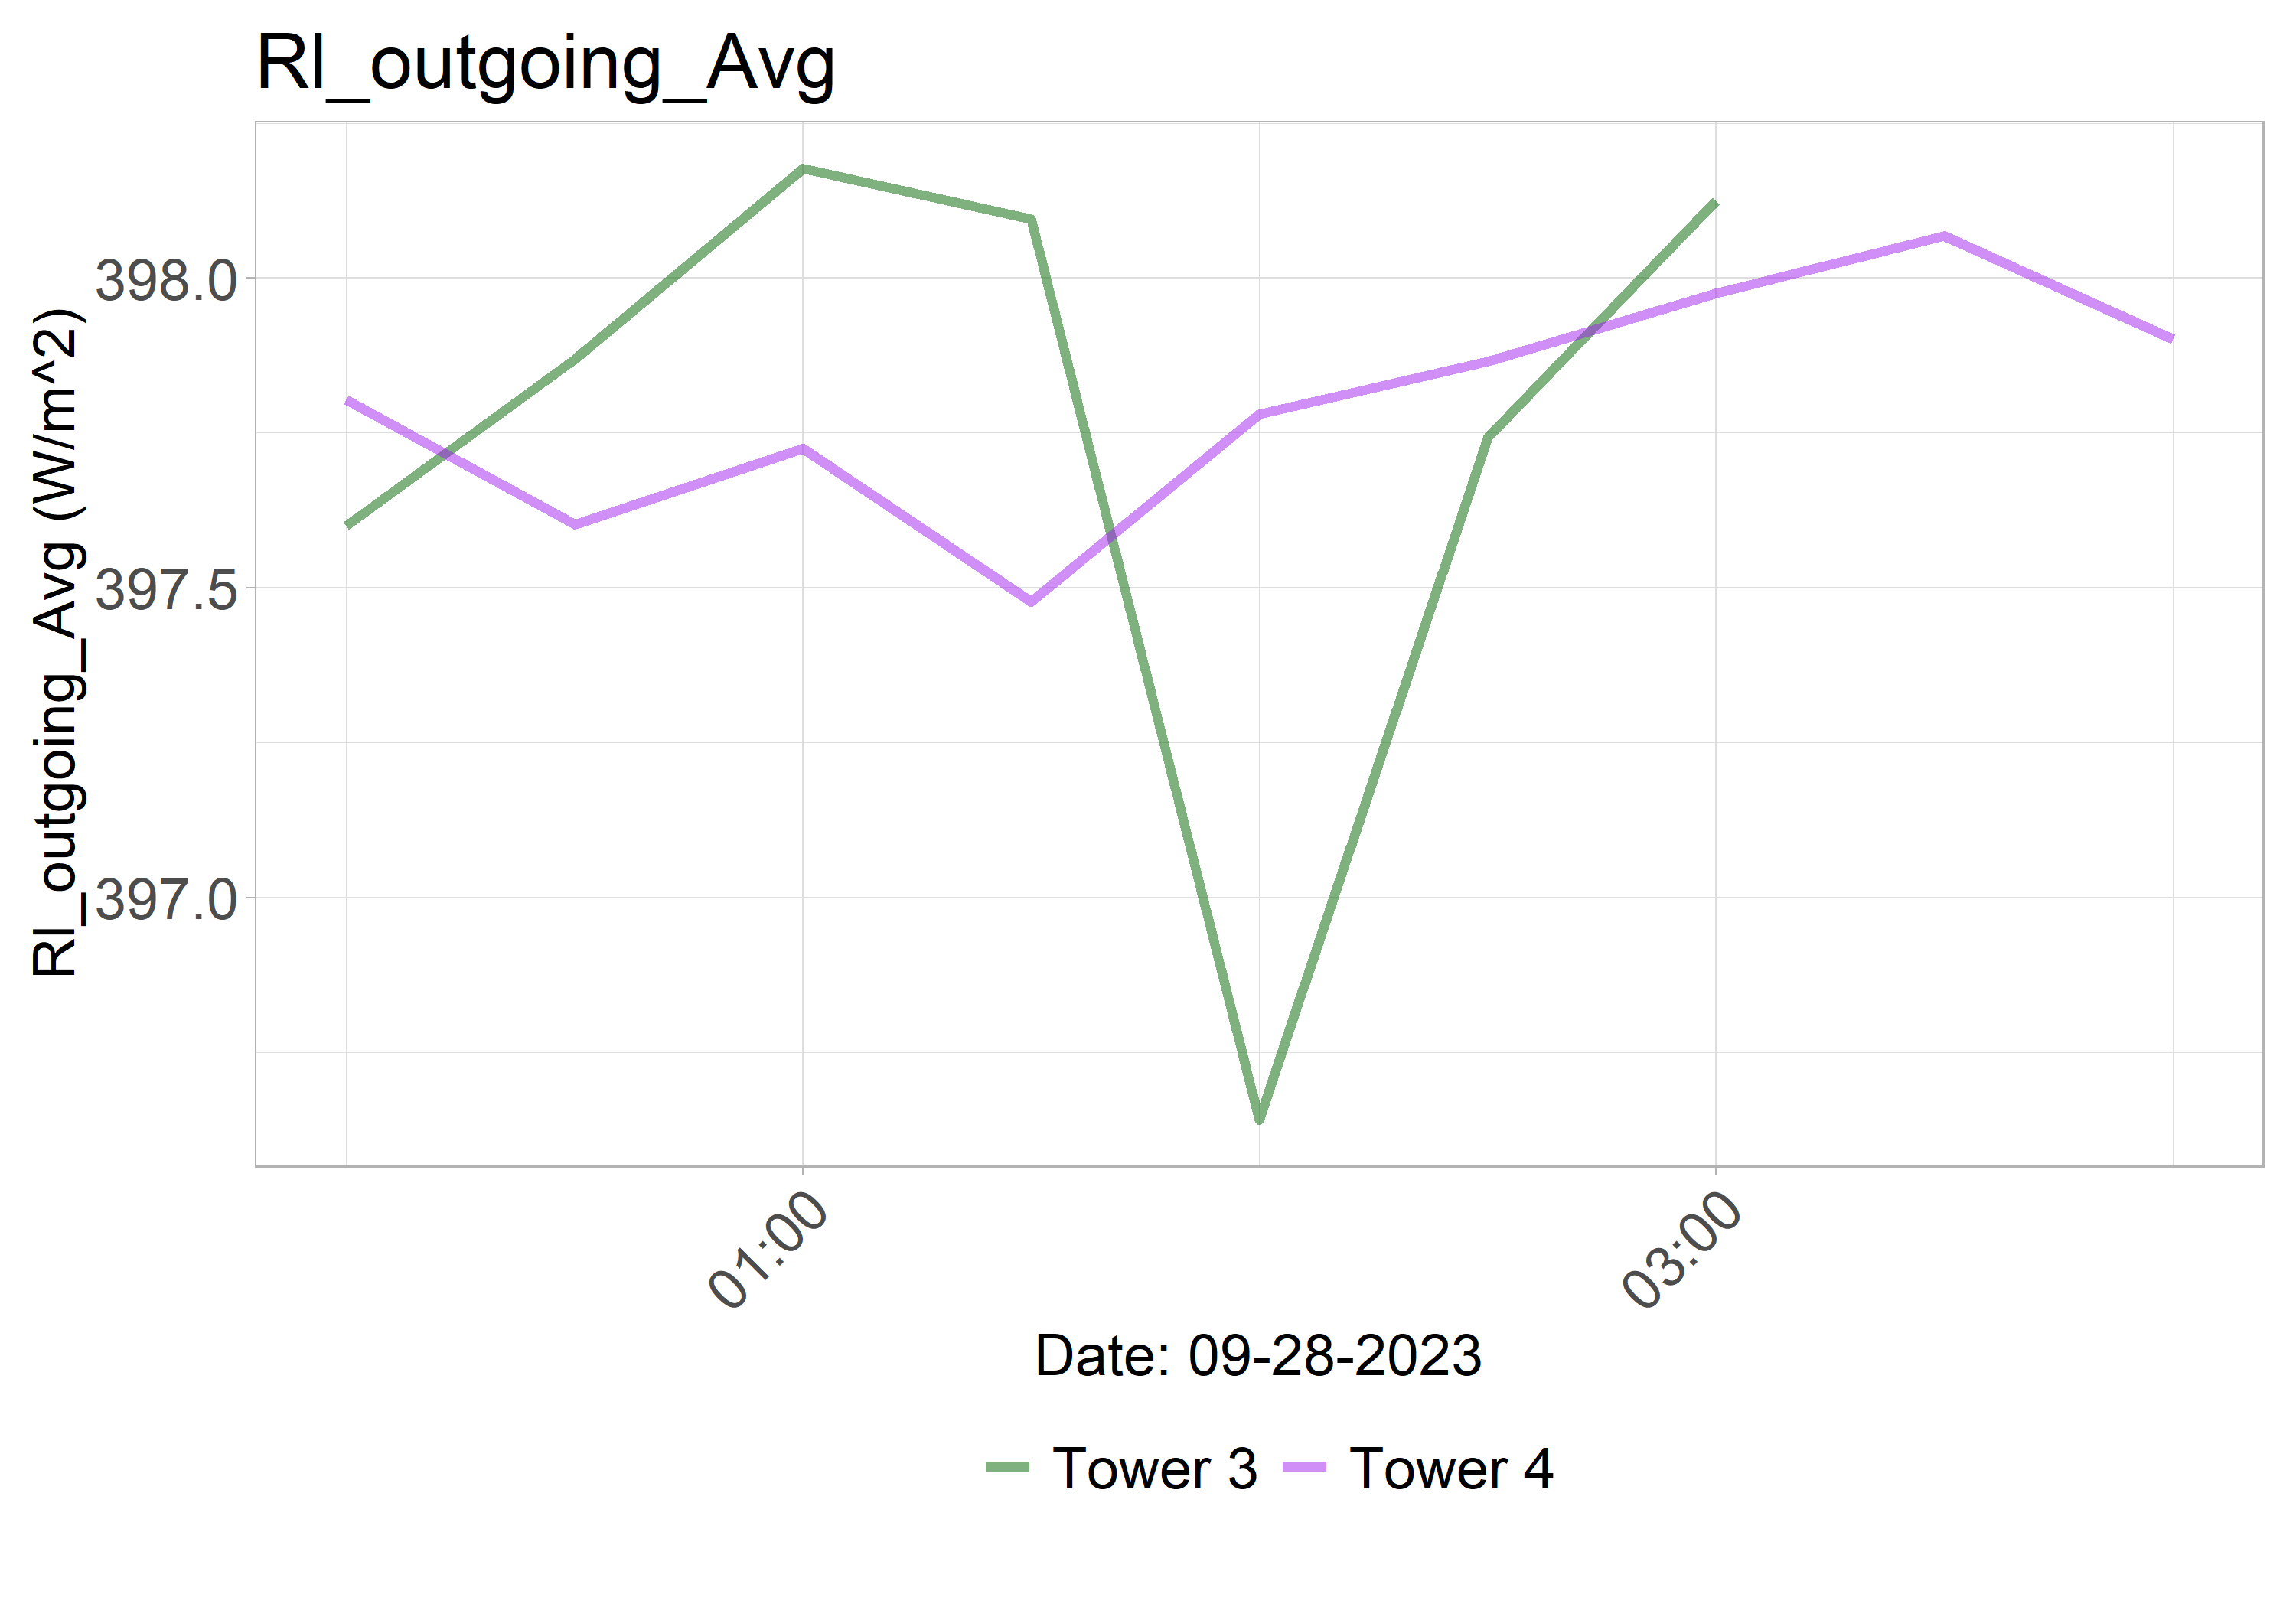 Rl_outgoing_Avg
Rl_outgoing_Avg (W/m^2)
398.0
397.5
397.0
01:00
03:00
Date: 09-28-2023
Tower 3
Tower 4